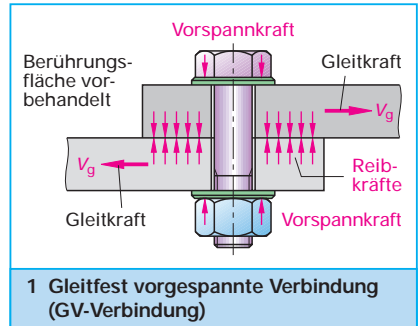 Vorspannkraft
Berührungs-
fläche vor-
behandelt
Gleitkraft
Vg
Vg
Reib-
kräfte
Gleitkraft
Vorspannkraft
1 Gleitfest vorgespannte Verbindung
(GV-Verbindung)